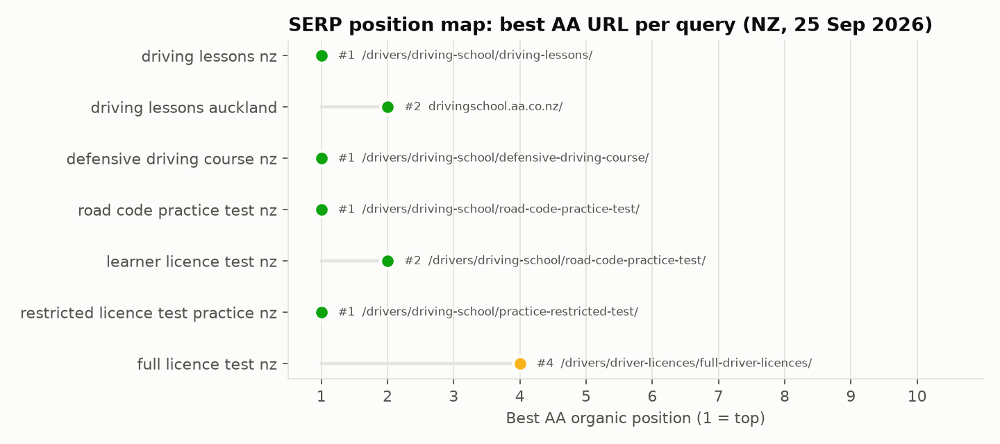 SERP position map: best AA URL per query (NZ, 25 Sep 2026)
driving lessons nz #1 /drivers/driving-school/driving-lessons/
driving lessons auckland #2 drivingschool.aa.co.nz/
defensive driving course nz #1 /drivers/driving-school/defensive-driving-course/
road code practice test nz #1 /drivers/driving-school/road-code-practice-test/
learner licence test nz #2 /drivers/driving-school/road-code-practice-test/
restricted licence test practice nz #1 /drivers/driving-school/practice-restricted-test/
full licence test nz #4 /drivers/driver-licences/full-driver-licences/
1 2 3 4 5 6 7 8 9 10
Best AA organic position (1 = top)